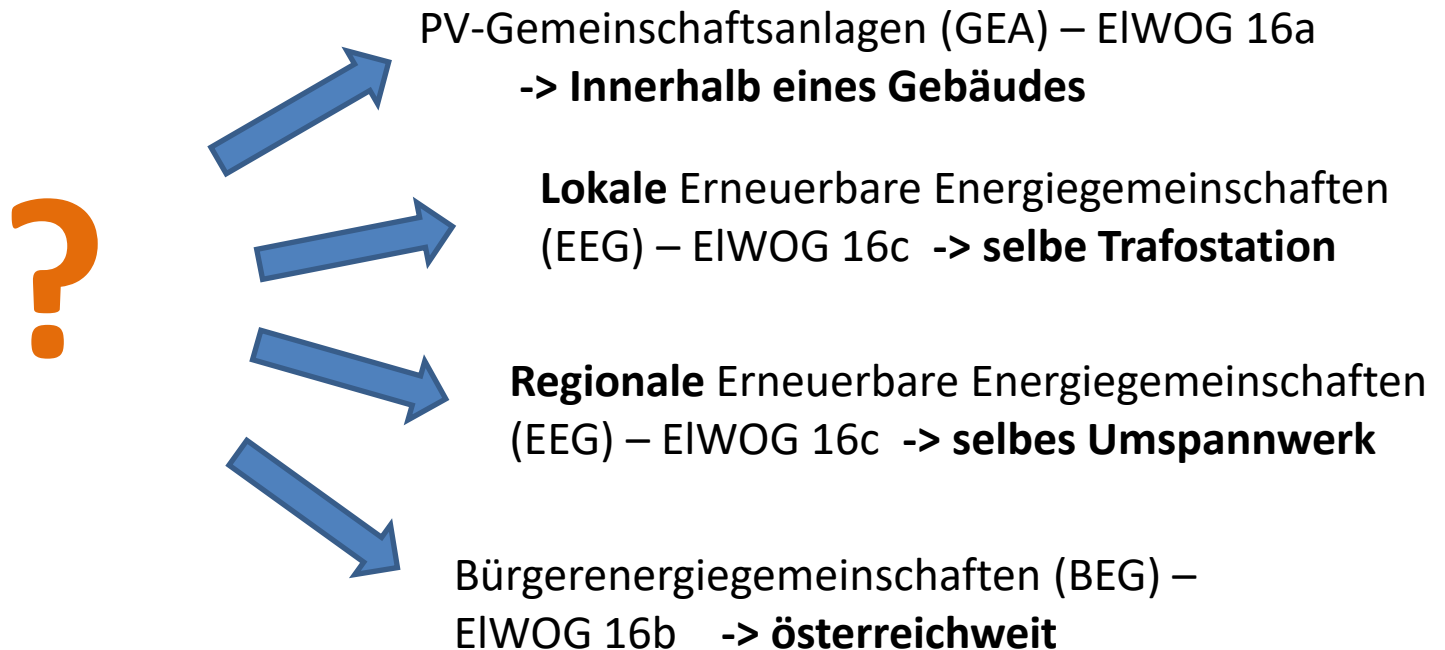 PV-Gemeinschaftsanlagen (GEA) – ElWOG 16a
-> Innerhalb eines Gebäudes
?
Lokale Erneuerbare Energiegemeinschaften
(EEG) – ElWOG 16c -> selbe Trafostation
Regionale Erneuerbare Energiegemeinschaften
(EEG) – ElWOG 16c -> selbes Umspannwerk
Bürgerenergiegemeinschaften (BEG) –
ElWOG 16b -> österreichweit